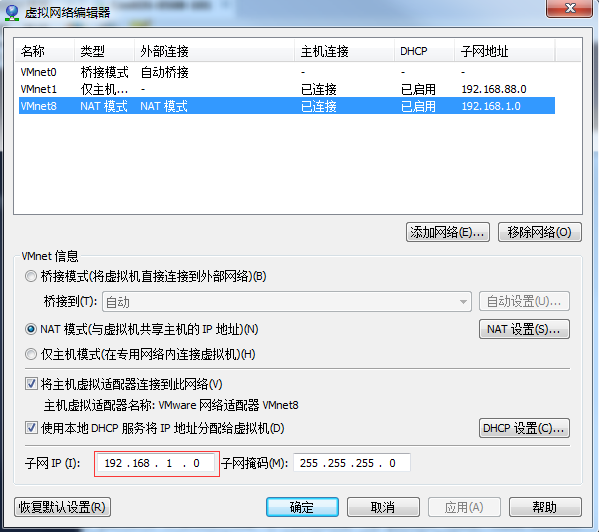 虚拟网络编辑器
名称 类型 外部连接 主机连接 DHCP 子网地址
VMnet0 桥接模式 自动桥接 - - -
VMnet1 仅主机... - 已连接 已启用 192.168.88.0
VMnet8 NAT 模式 NAT 模式 已连接 已启用 192.168.1.0
添加网络(E)... 移除网络(O)
VMnet 信息
桥接模式(将虚拟机直接连接到外部网络)(B)
桥接到(T): 自动 自动设置(U)...
NAT 模式(与虚拟机共享主机的 IP 地址)(N) NAT 设置(S)...
仅主机模式(在专用网络内连接虚拟机)(H)
将主机虚拟适配器连接到此网络(V)
主机虚拟适配器名称: VMware 网络适配器 VMnet8
使用本地 DHCP 服务将 IP 地址分配给虚拟机(D) DHCP 设置(C)...
子网 IP (I): 192 .168 . 1 . 0 子网掩码(M): 255 .255 .255 . 0
恢复默认设置(R) 确定 取消 应用(A) 帮助